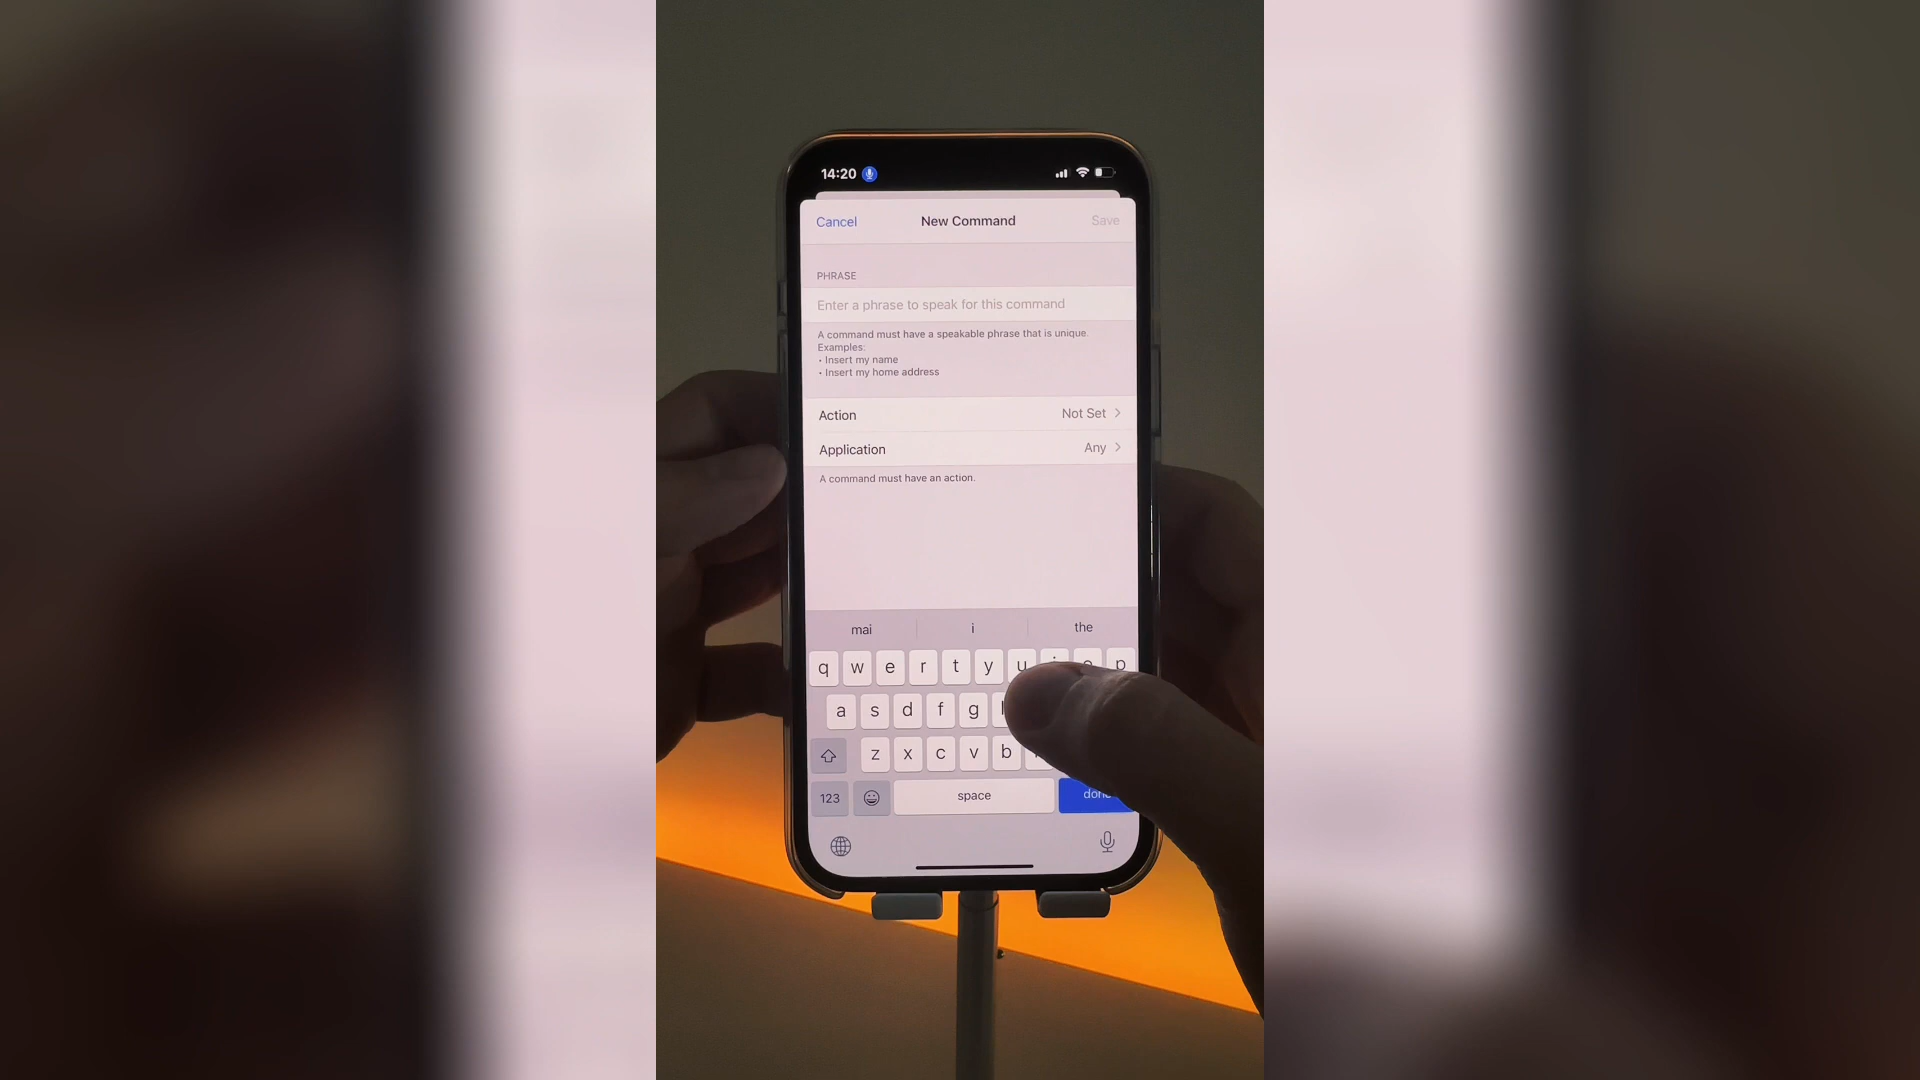 14:20
Cancel New Command Save
PHRASE
Enter a phrase to speak for this command
A command must have a speakable phrase that is unique.
Examples:
• Insert my name
• Insert my home address
Action Not Set
Application Any
A command must have an action.
mai i the
q w e r t y u p
a s d f g
z x c v b
123 space